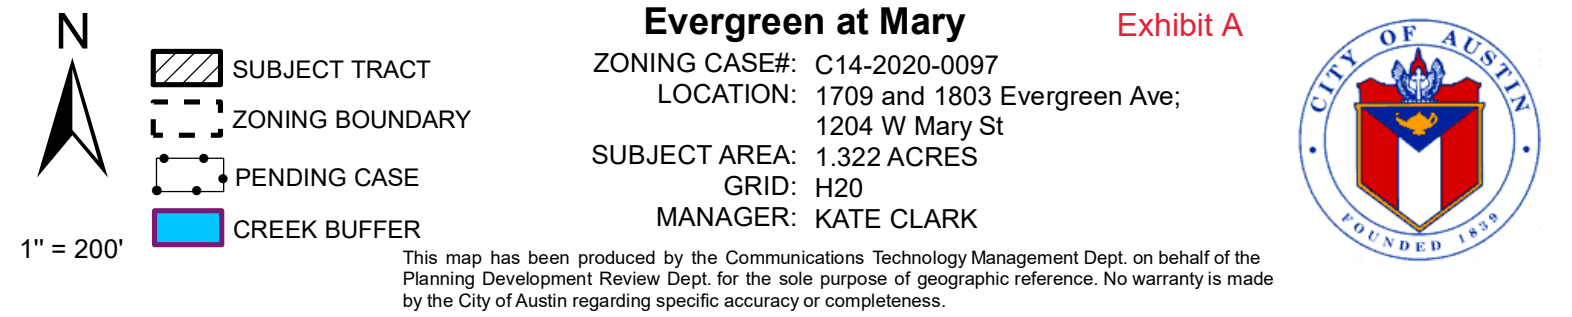 N
1" = 200'
SUBJECT TRACT
ZONING BOUNDARY
PENDING CASE
CREEK BUFFER
Evergreen at Mary
Exhibit A
ZONING CASE#: C14-2020-0097
LOCATION: 1709 and 1803 Evergreen Ave;
1204 W Mary St
SUBJECT AREA: 1.322 ACRES
GRID: H20
MANAGER: KATE CLARK
This map has been produced by the Communications Technology Management Dept. on behalf of the
Planning Development Review Dept. for the sole purpose of geographic reference. No warranty is made
by the City of Austin regarding specific accuracy or completeness.
CITY OF AUSTIN
FOUNDED 1839